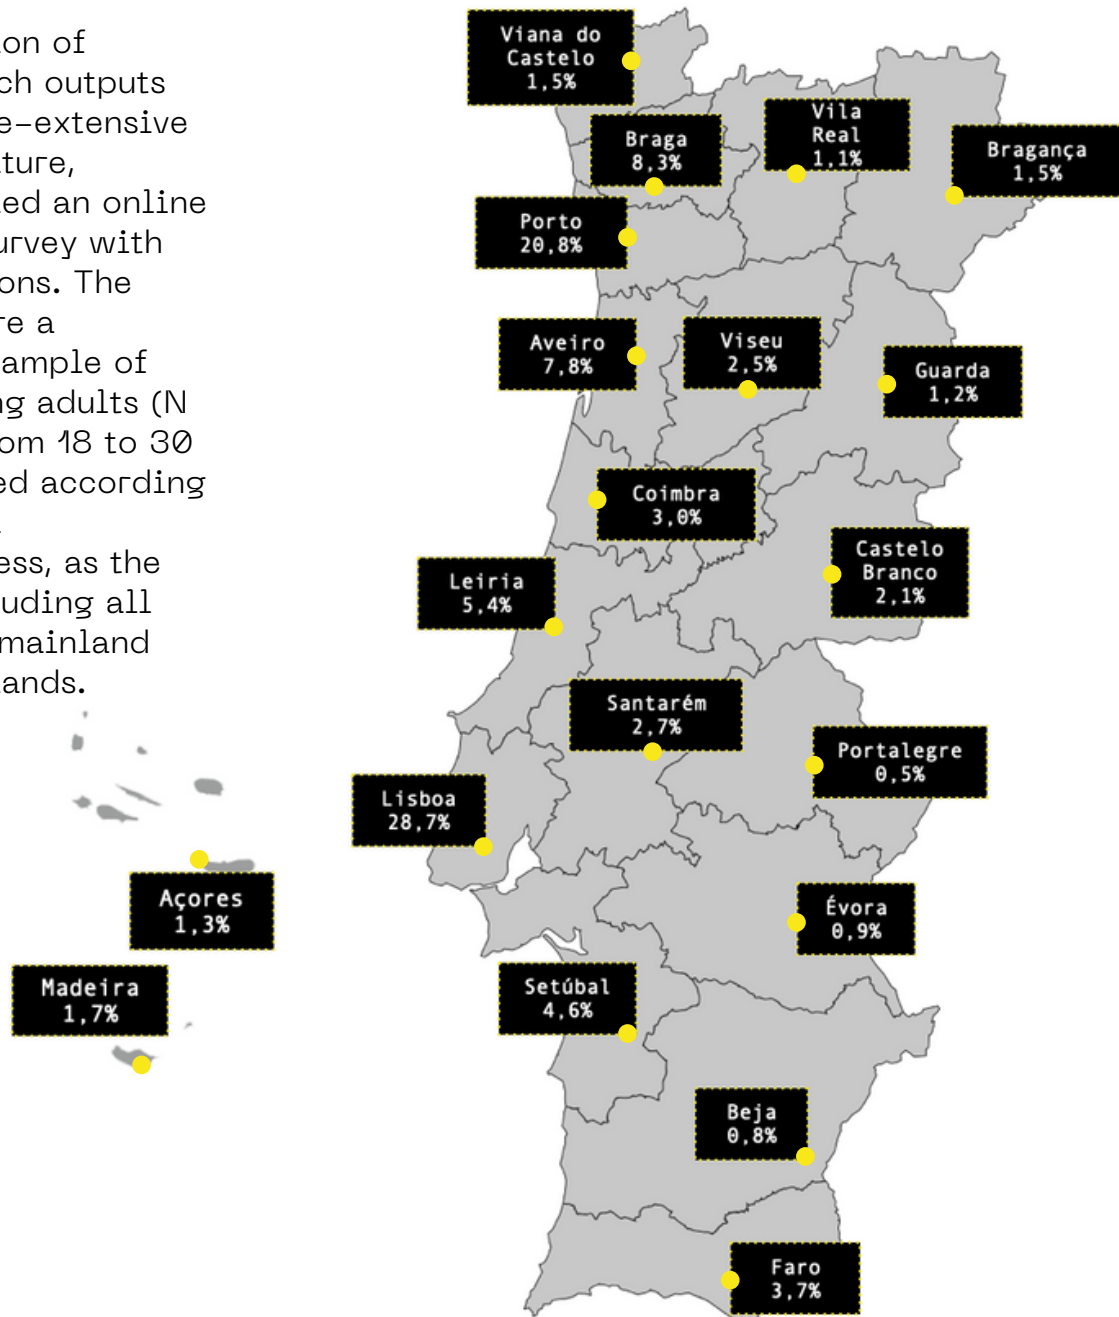 on of
ch outputs
e-extensive
ture,
ed an online
urvey with
ons. The
re a
ample of
ng adults (N
om 18 to 30
ed according
ess, as the
uding all
mainland
lands.
Viana do
Castelo
1,5%
Braga
8,3%
Vila
Real
1,1%
Bragança
1,5%
Porto
20,8%
Aveiro
7,8%
Viseu
2,5%
Guarda
1,2%
Coimbra
3,0%
Castelo
Branco
2,1%
Leiria
5,4%
Santarém
2,7%
Portalegre
0,5%
Lisboa
28,7%
Açores
1,3%
Évora
0,9%
Madeira
1,7%
Setúbal
4,6%
Beja
0,8%
Faro
3,7%